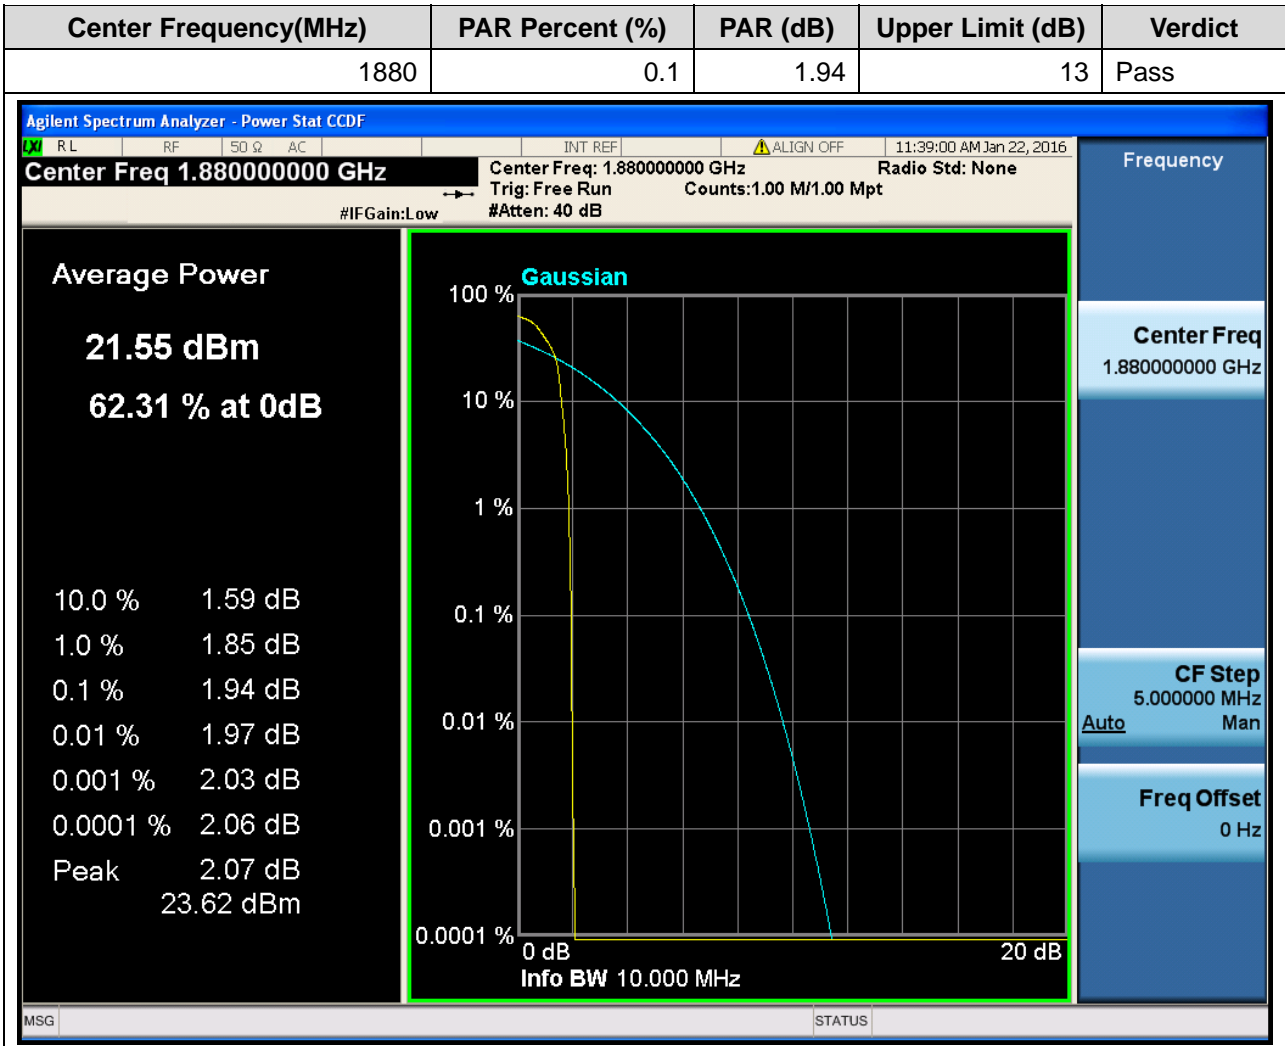 Center Frequency(MHz) PAR Percent (%) PAR (dB) Upper Limit (dB) Verdict
1880 0.1 1.94 13 Pass
Agilent Spectrum Analyzer - Power Stat CCDF
LXI RL RF 50 Ω AC INT REF ALIGN OFF 11:39:00 AM Jan 22, 2016
Center Freq 1.880000000 GHz
Center Freq: 1.880000000 GHz Radio Std: None
Trig: Free Run Counts:1.00 M/1.00 Mpt
#IFGain:Low #Atten: 40 dB
Average Power
21.55 dBm
62.31 % at 0dB
10.0 % 1.59 dB
1.0 % 1.85 dB
0.1 % 1.94 dB
0.01 % 1.97 dB
0.001 % 2.03 dB
0.0001 % 2.06 dB
Peak 2.07 dB
23.62 dBm
Gaussian
100 %
10 %
1 %
0.1 %
0.01 %
0.001 %
0.0001 %
0 dB 20 dB
Info BW 10.000 MHz
Frequency
Center Freq
1.880000000 GHz
CF Step
5.000000 MHz
Auto Man
Freq Offset
0 Hz
MSG STATUS